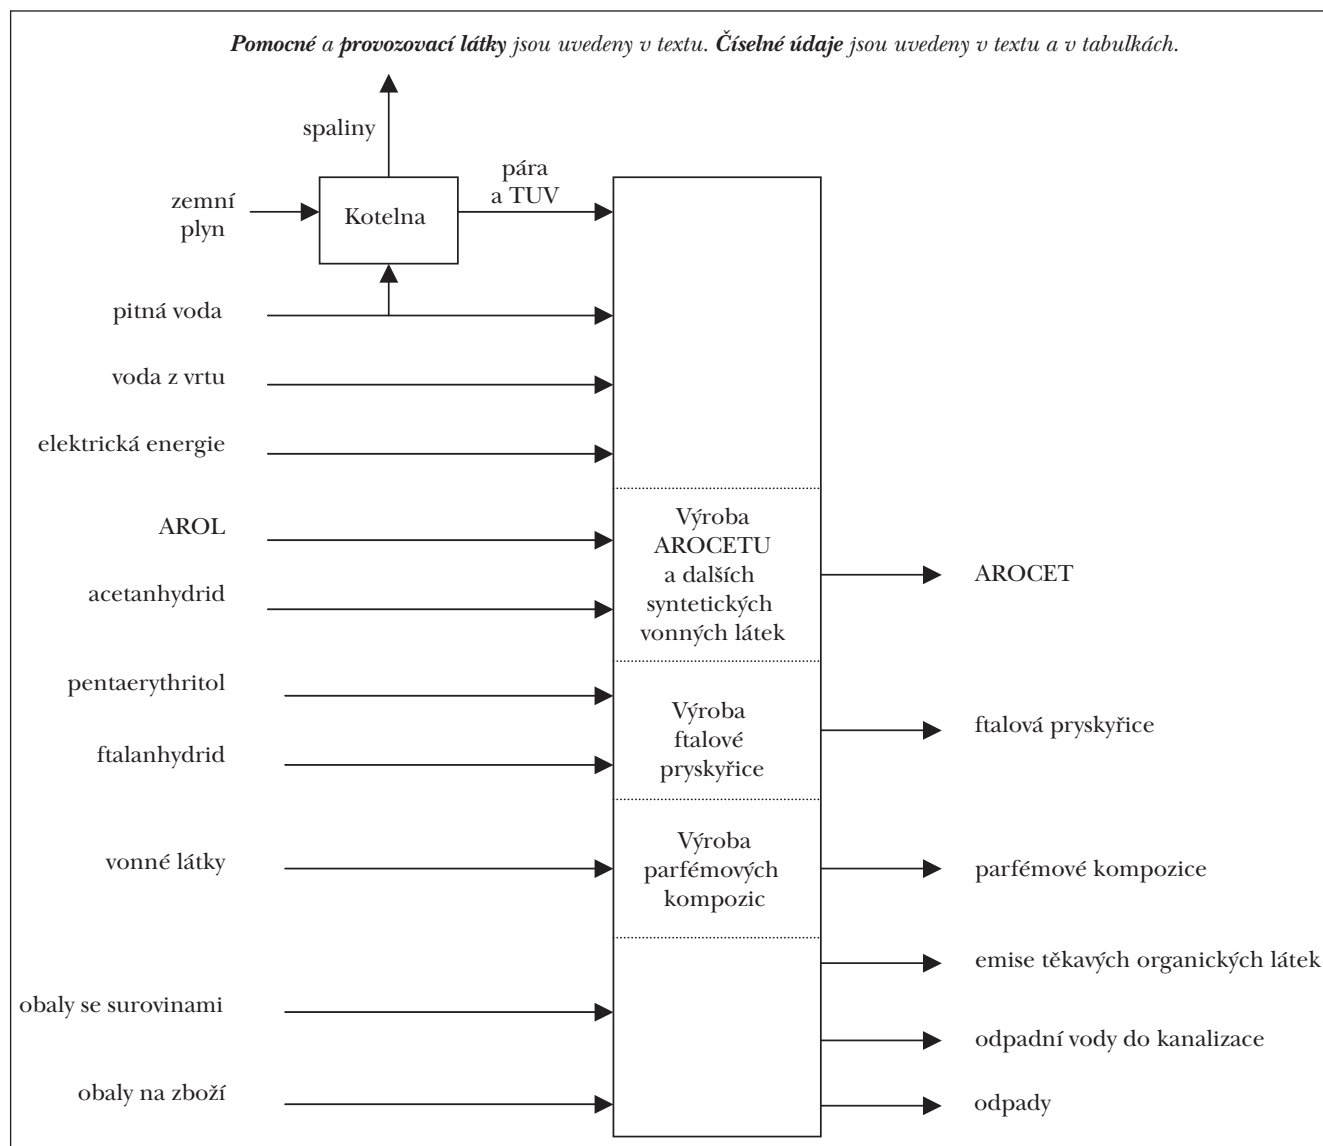 Pomocné a provozovací látky jsou uvedeny v textu. Číselné údaje jsou uvedeny v textu a v tabulkách.
spaliny
pára
a TUV
zemní
plyn
Kotelna
pitná voda
voda z vrtu
elektrická energie
AROL
acetanhydrid
Výroba
AROCETU
a dalších
syntetických
vonných látek
AROCET
pentaerythritol
ftalanhydrid
Výroba
ftalové
pryskyřice
ftalová pryskyřice
vonné látky
Výroba
parfémových
kompozic
parfémové kompozice
emise těkavých organických látek
obaly se surovinami
odpadní vody do kanalizace
obaly na zboží
odpady